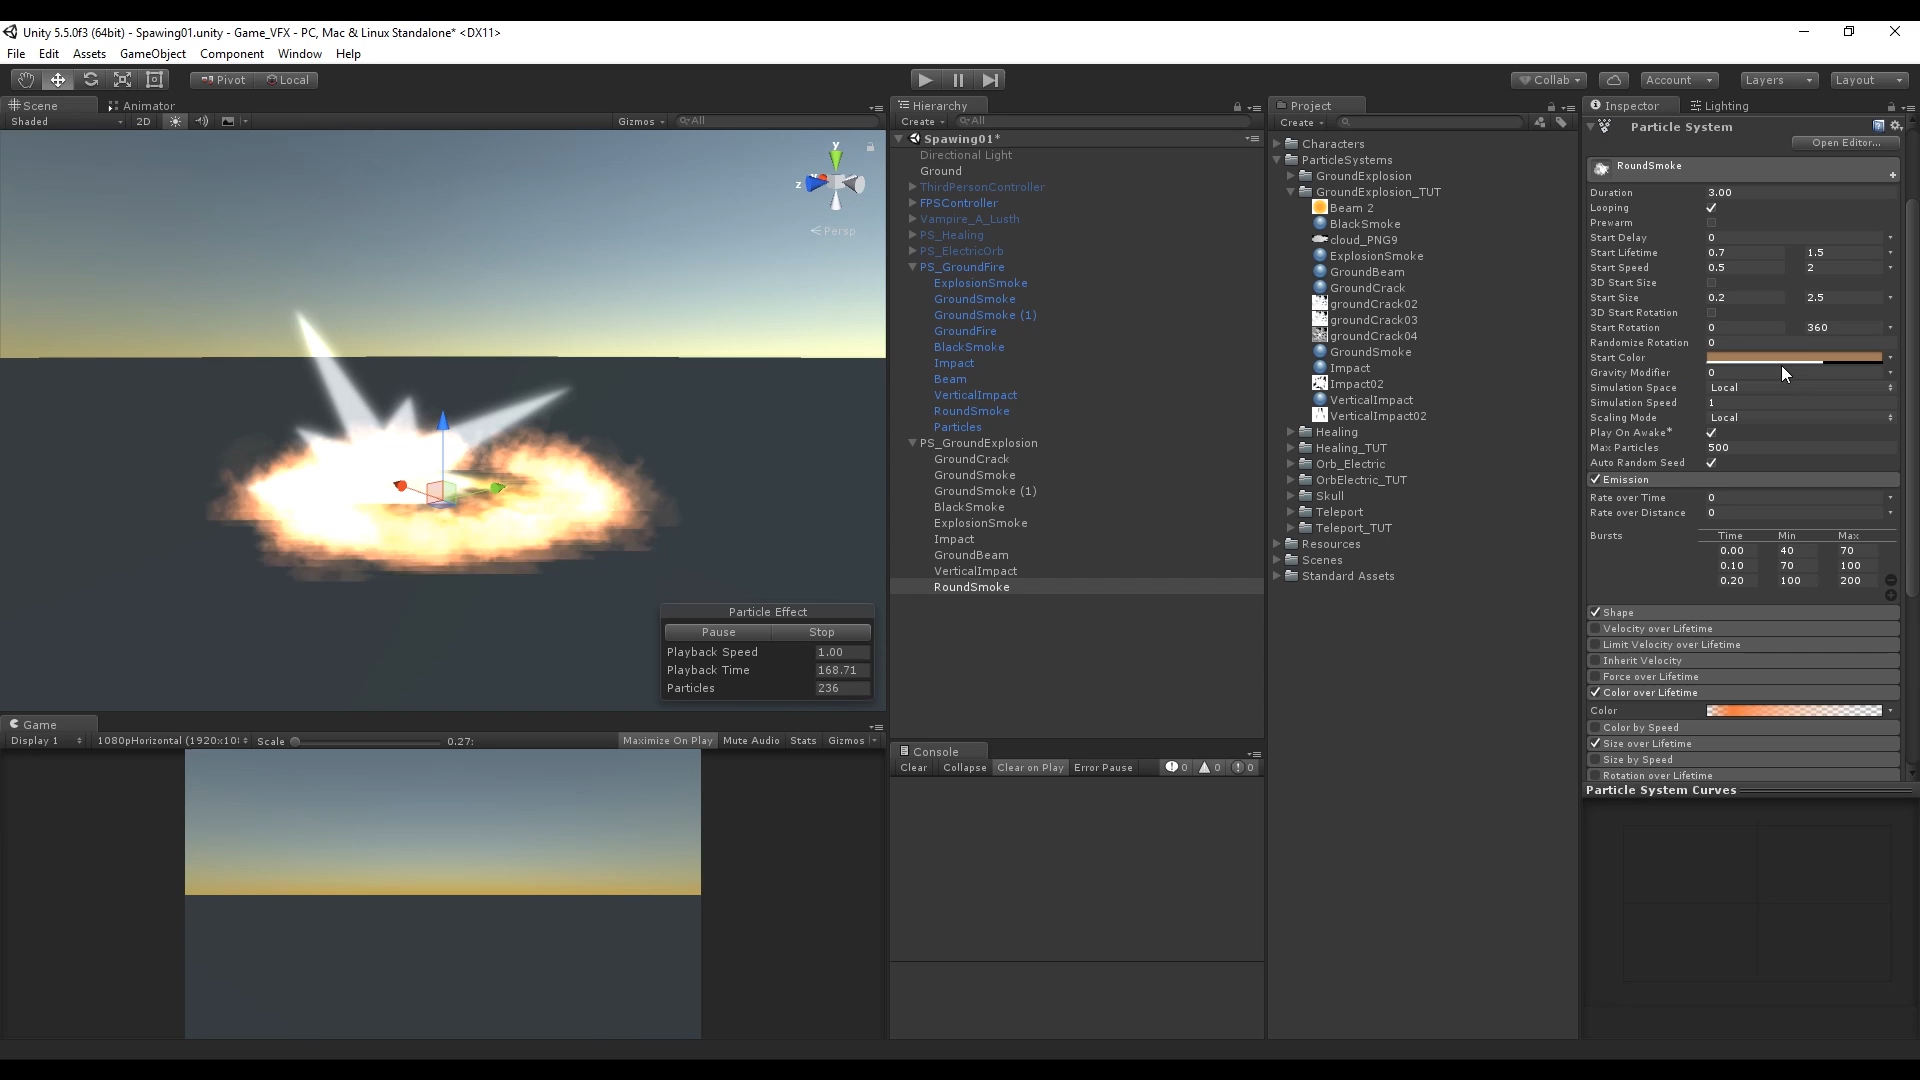 Unity 5.5.0f3 (64bit) - Spawing01.unity - Game_VFX - PC, Mac & Linux Standalone* <DX11>
File Edit Assets GameObject Component Window Help
Pivot Local Collab Account Layers Layout
Scene Animator
Shaded 2D Gizmos All
y
z
Persp
Particle Effect
Pause Stop
Playback Speed 1.00
Playback Time 168.71
Particles 236
Game
Display 1 1080pHorizontal (1920x10 Scale 0.27: Maximize On Play Mute Audio Stats Gizmos
Hierarchy
Create All
Spawing01*
Directional Light
Ground
ThirdPersonController
FPSController
Vampire_A_Lusth
PS_Healing
PS_ElectricOrb
PS_GroundFire
ExplosionSmoke
GroundSmoke
GroundSmoke (1)
GroundFire
BlackSmoke
Impact
Beam
VerticalImpact
RoundSmoke
Particles
PS_GroundExplosion
GroundCrack
GroundSmoke
GroundSmoke (1)
BlackSmoke
ExplosionSmoke
Impact
GroundBeam
VerticalImpact
RoundSmoke
Console
Clear Collapse Clear on Play Error Pause 0 0 0
Project
Create
Characters
ParticleSystems
GroundExplosion
GroundExplosion_TUT
Beam 2
BlackSmoke
cloud_PNG9
ExplosionSmoke
GroundBeam
GroundCrack
groundCrack02
groundCrack03
groundCrack04
GroundSmoke
Impact
Impact02
VerticalImpact
VerticalImpact02
Healing
Healing_TUT
Orb_Electric
OrbElectric_TUT
Skull
Teleport
Teleport_TUT
Resources
Scenes
Standard Assets
Inspector Lighting
Particle System
Open Editor...
RoundSmoke
Duration 3.00
Looping
Prewarm
Start Delay 0
Start Lifetime 0.7 1.5
Start Speed 0.5 2
3D Start Size
Start Size 0.2 2.5
3D Start Rotation
Start Rotation 0 360
Randomize Rotation 0
Start Color
Gravity Modifier 0
Simulation Space Local
Simulation Speed 1
Scaling Mode Local
Play On Awake*
Max Particles 500
Auto Random Seed
Emission
Rate over Time 0
Rate over Distance 0
Bursts Time Min Max
0.00 40 70
0.10 70 100
0.20 100 200
Shape
Velocity over Lifetime
Limit Velocity over Lifetime
Inherit Velocity
Force over Lifetime
Color over Lifetime
Color
Color by Speed
Size over Lifetime
Size by Speed
Rotation over Lifetime
Particle System Curves